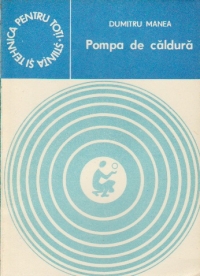 ȘTIINȚA ȘI TEHNICA PENTRU TOȚI
DUMITRU MANEA
Pompa de căldură